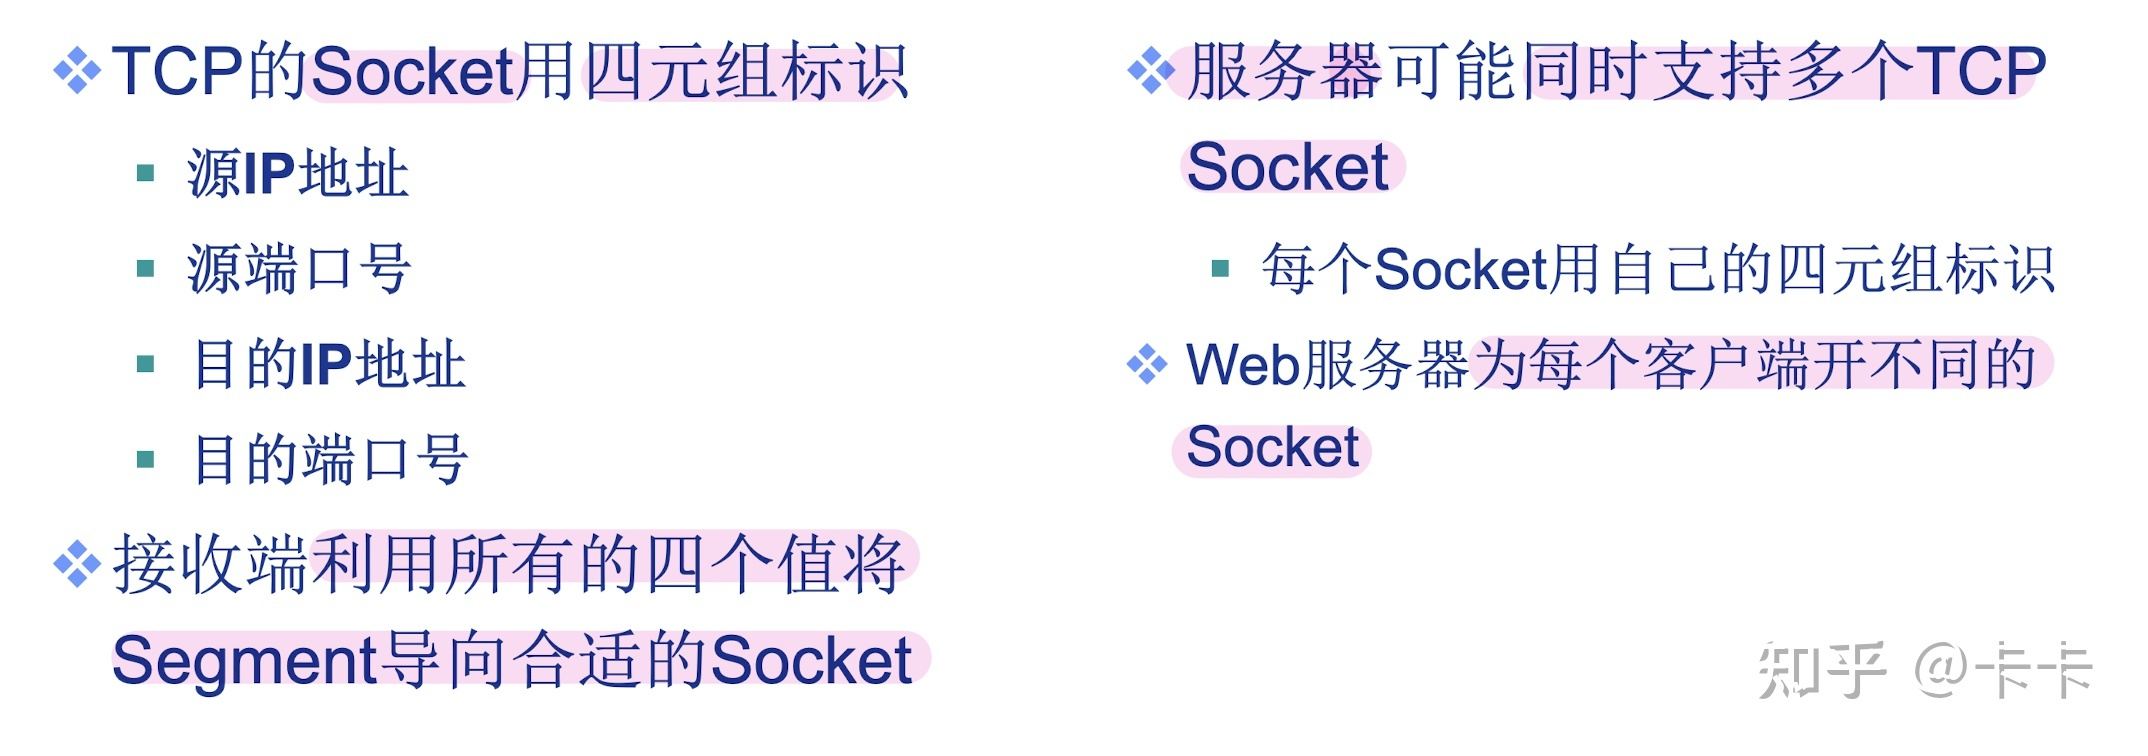 TCP的Socket用四元组标识
源IP地址
源端口号
目的IP地址
目的端口号
接收端利用所有的四个值将
Segment导向合适的Socket
服务器可能同时支持多个TCP
Socket
每个Socket用自己的四元组标识
Web服务器为每个客户端开不同的
Socket
知乎 @卡卡